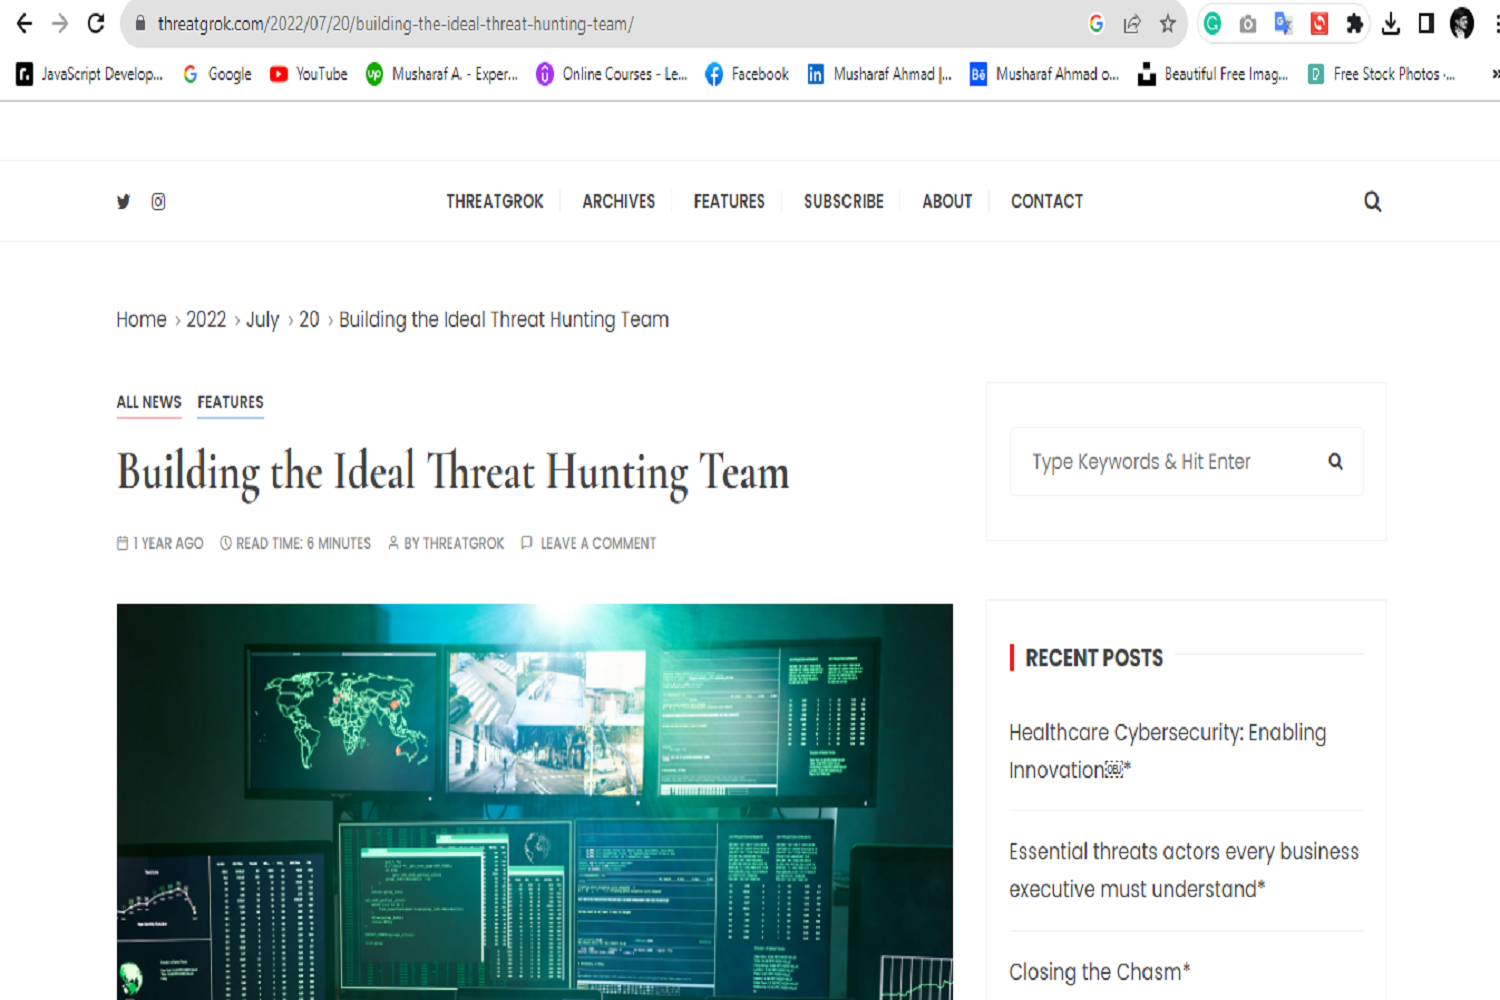 threatgrok.com/2022/07/20/building-the-ideal-threat-hunting-team/
JavaScript Develop... Google YouTube Musharaf A. - Exper... Online Courses - Le... Facebook Musharaf Ahmad |... Musharaf Ahmad o... Beautiful Free Imag... Free Stock Photos ·... »
THREATGROK ARCHIVES FEATURES SUBSCRIBE ABOUT CONTACT
Home › 2022 › July › 20 › Building the Ideal Threat Hunting Team
ALL NEWS FEATURES
Building the Ideal Threat Hunting Team
1 YEAR AGO READ TIME: 6 MINUTES BY THREATGROK LEAVE A COMMENT
Type Keywords & Hit Enter
RECENT POSTS
Healthcare Cybersecurity: Enabling
Innovation￼*
Essential threats actors every business
executive must understand*
Closing the Chasm*